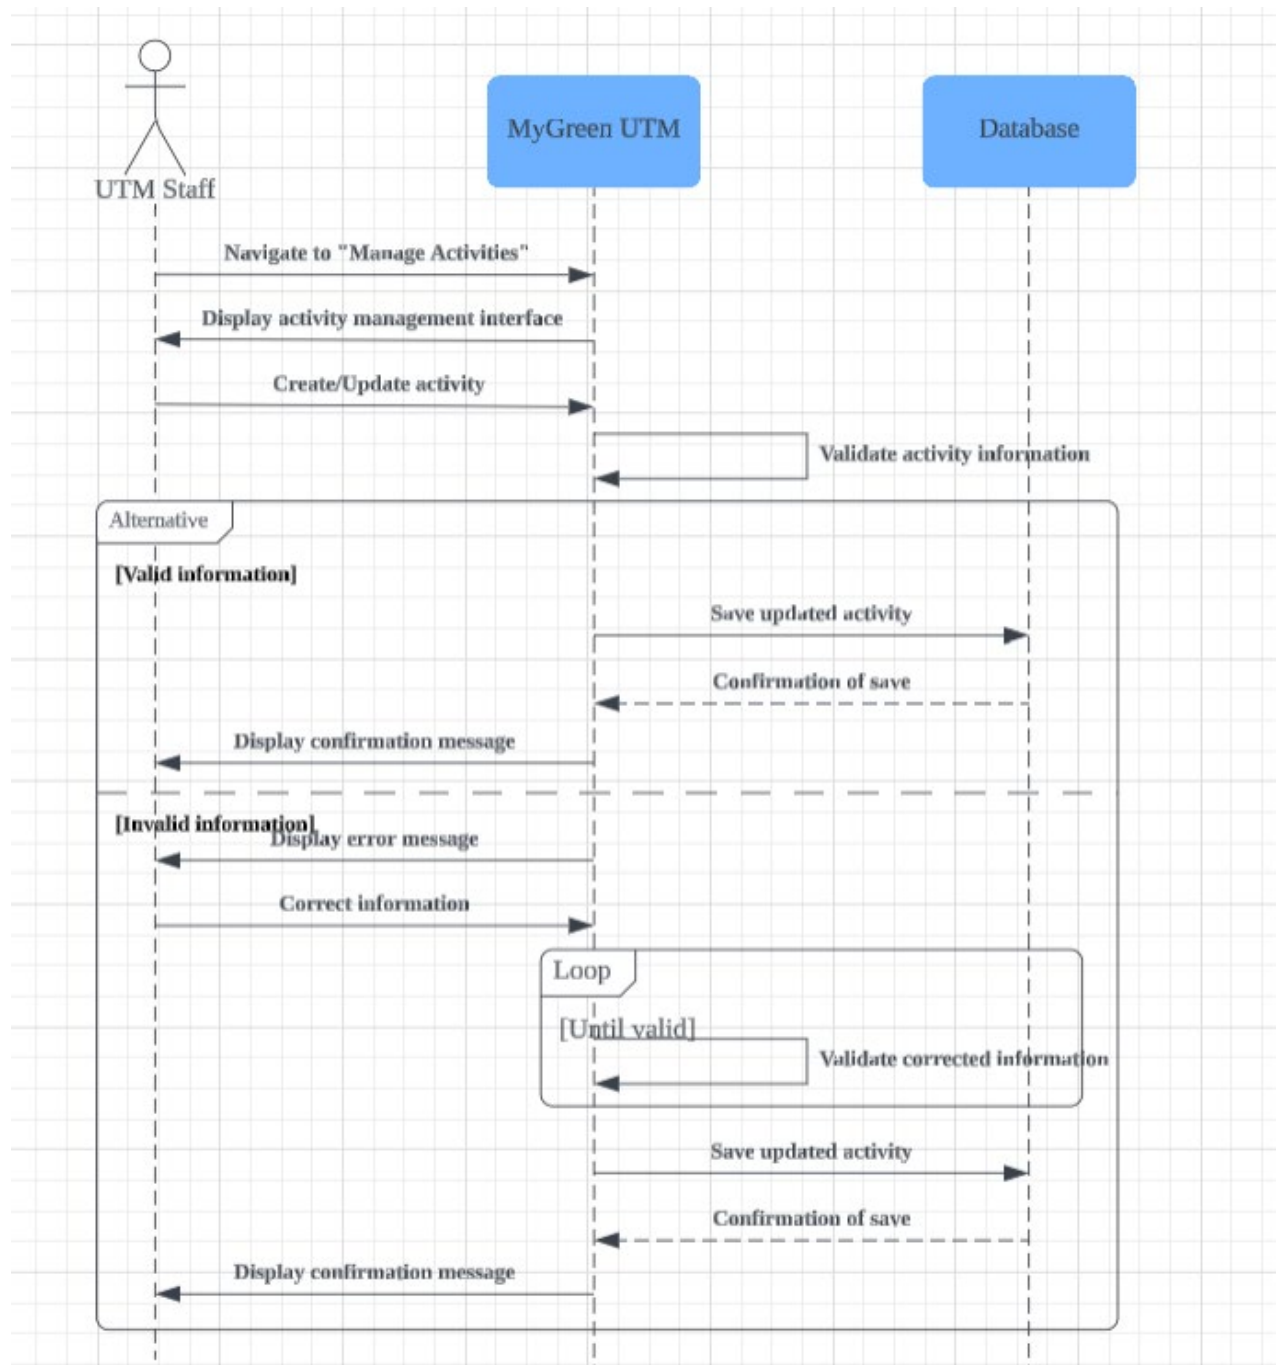 MyGreen UTM
Database
UTM Staff
Navigate to "Manage Activities"
Display activity management interface
Create/Update activity
Validate activity information
Alternative
[Valid information]
Save updated activity
Confirmation of save
Display confirmation message
[Invalid information]
Display error message
Correct information
Loop
[Until valid]
Validate corrected information
Save updated activity
Confirmation of save
Display confirmation message